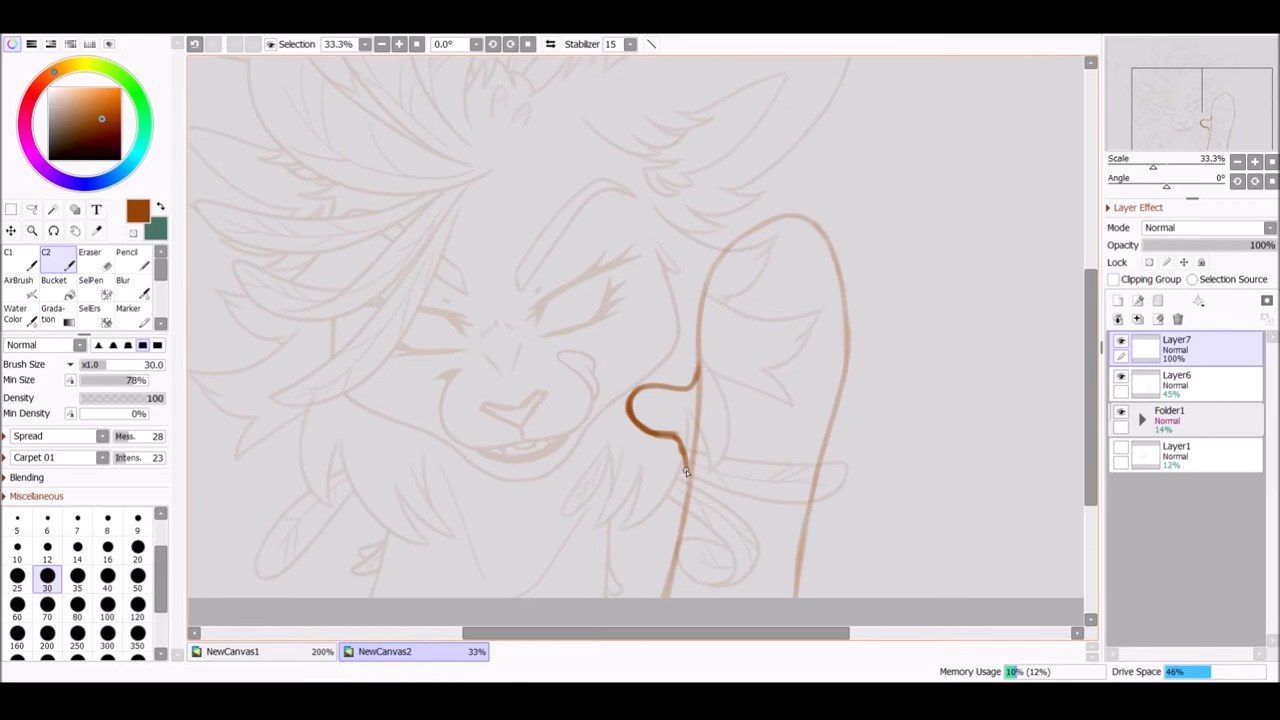 Selection 33.3% 0.0° Stabilizer 15
T
C1 C2 Eraser Pencil
AirBrush Bucket SelPen Blur
Water Color Grada- tion SelErs Marker
Normal
Brush Size x1.0 30.0
Min Size 78%
Density 100
Min Density 0%
Spread Mess. 28
Carpet 01 Intens. 23
Blending
Miscellaneous
5 6 7 8 9
10 12 14 16 20
25 30 35 40 50
60 70 80 100 120
160 200 250 300 350
Scale 33.3%
Angle 0°
Layer Effect
Mode Normal
Opacity 100%
Lock
Clipping Group Selection Source
Layer7
Normal
100%
Layer6
Normal
45%
Folder1
Normal
14%
Layer1
Normal
12%
NewCanvas1 200% NewCanvas2 33%
Memory Usage 10% (12%) Drive Space 46%